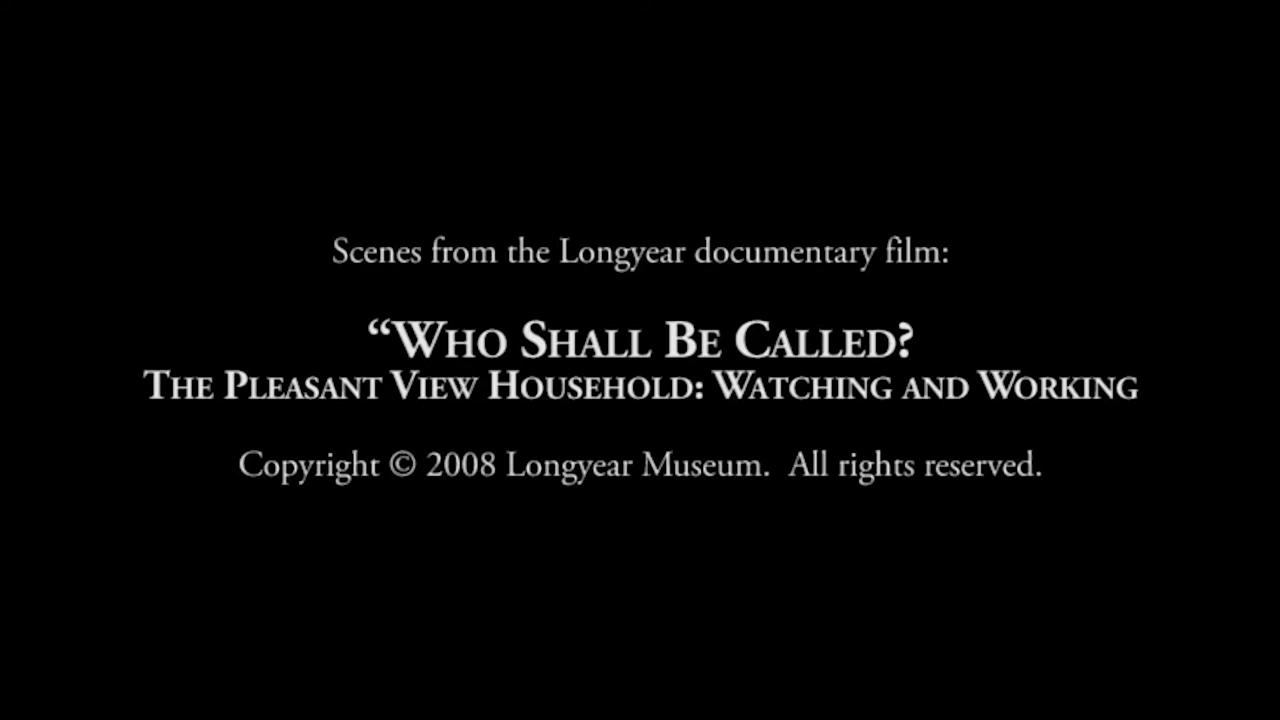 Scenes from the Longyear documentary film:
“Who Shall Be Called?
The Pleasant View Household: Watching and Working
Copyright © 2008 Longyear Museum.  All rights reserved.